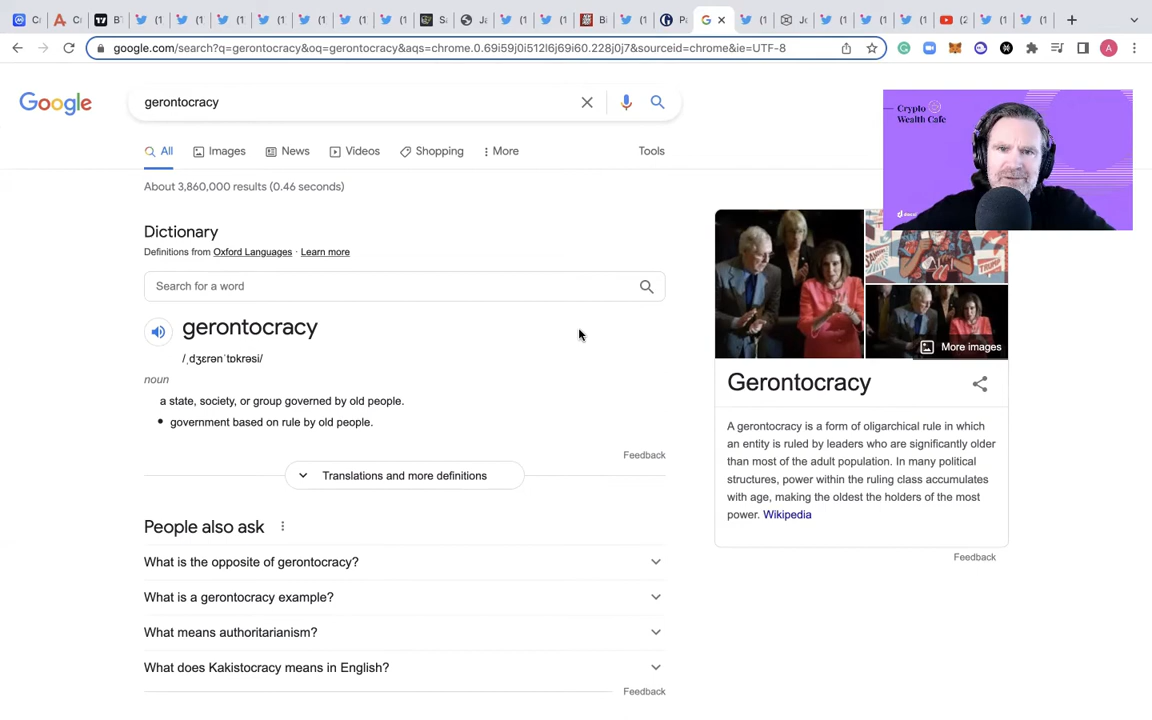 google.com/search?q=gerontocracy&oq=gerontocracy&aqs=chrome.0.69i59j0i512l6j69i60.228j0j7&sourceid=chrome&ie=UTF-8
A
Google
gerontocracy
All Images News Videos Shopping More Tools
About 3,860,000 results (0.46 seconds)
Crypto
Wealth Cafe
Dictionary
Definitions from Oxford Languages · Learn more
Search for a word
gerontocracy
/ˌdʒɛrənˈtɒkrəsi/
noun
a state, society, or group governed by old people.
• government based on rule by old people.
Feedback
Translations and more definitions
People also ask
What is the opposite of gerontocracy?
What is a gerontocracy example?
What means authoritarianism?
What does Kakistocracy means in English?
Feedback
TRUMP
More images
Gerontocracy
A gerontocracy is a form of oligarchical rule in which
an entity is ruled by leaders who are significantly older
than most of the adult population. In many political
structures, power within the ruling class accumulates
with age, making the oldest the holders of the most
power. Wikipedia
Feedback